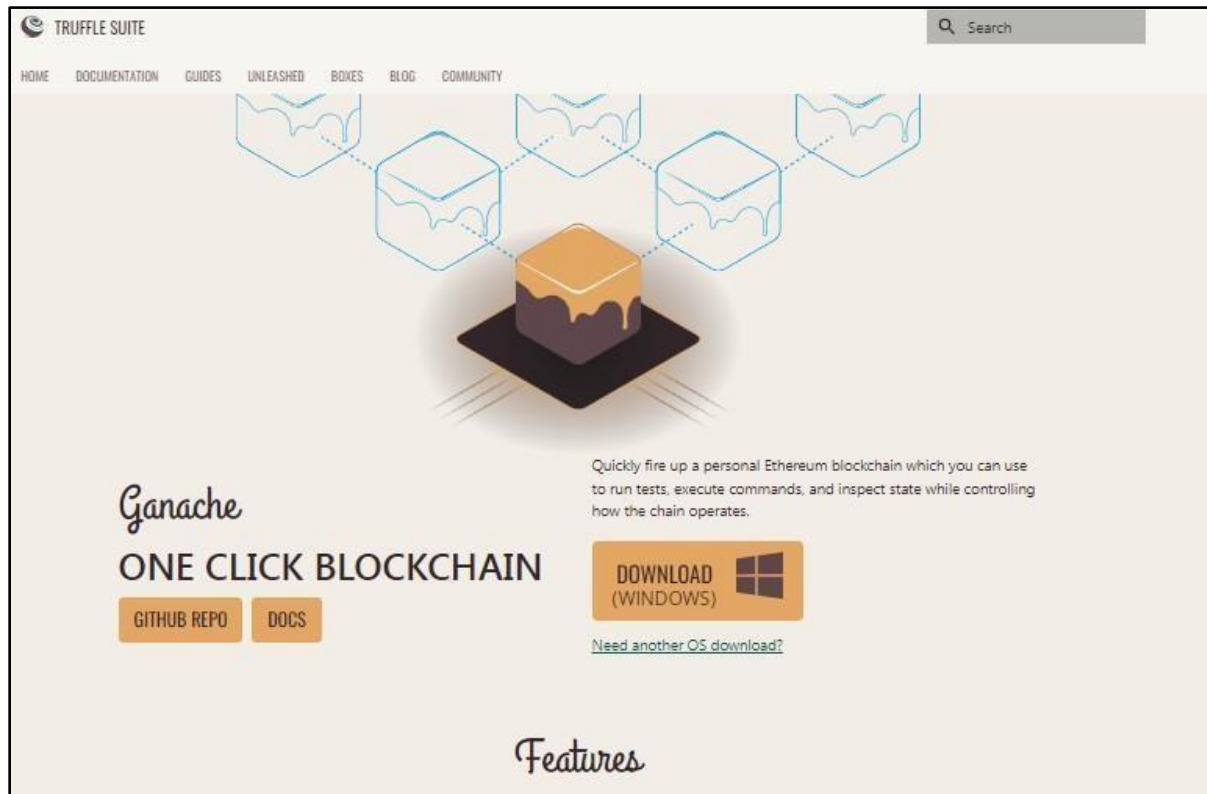 TRUFFLE SUITE
Search
HOME DOCUMENTATION GUIDES UNLEASHED BOXES BLOG COMMUNITY
Quickly fire up a personal Ethereum blockchain which you can use
to run tests, execute commands, and inspect state while controlling
how the chain operates.
Ganache
ONE CLICK BLOCKCHAIN
GITHUB REPO DOCS
DOWNLOAD
(WINDOWS)
Need another OS download?
Features